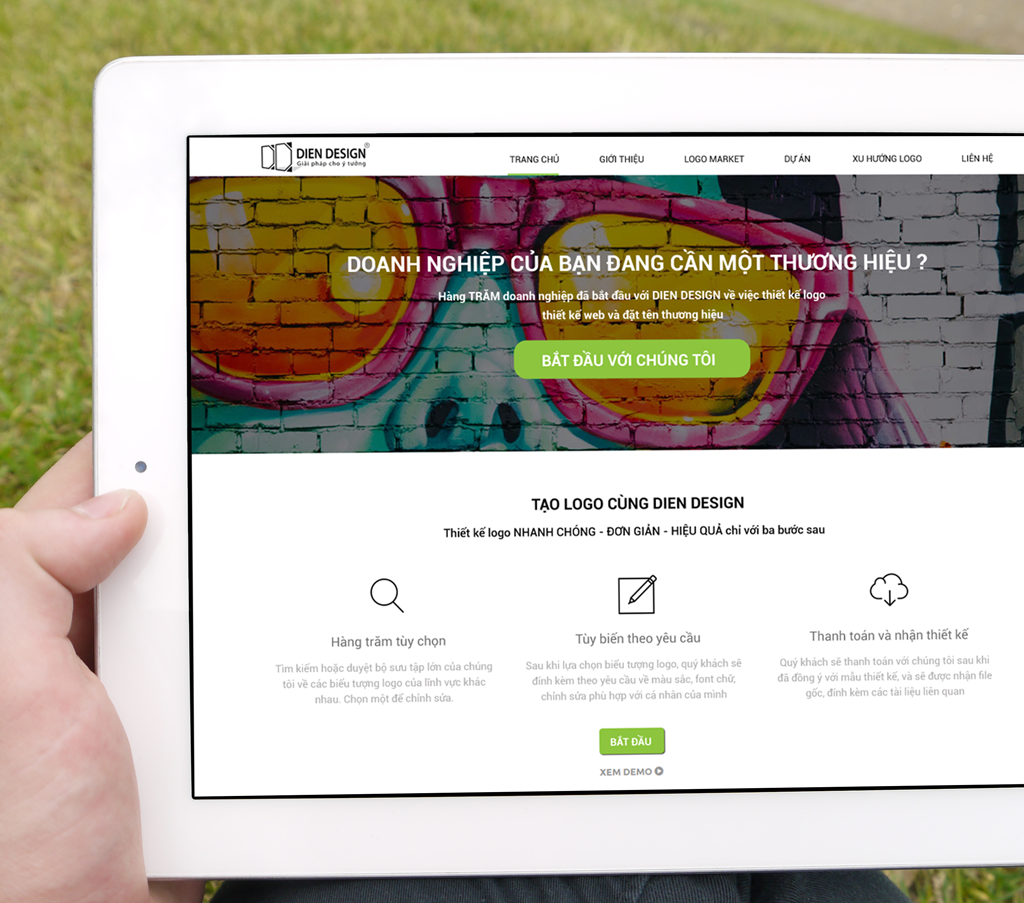 DIEN DESIGN®
Giải pháp cho ý tưởng
TRANG CHỦ GIỚI THIỆU LOGO MARKET DỰ ÁN XU HƯỚNG LOGO LIÊN HỆ
DOANH NGHIỆP CỦA BẠN ĐANG CẦN MỘT THƯƠNG HIỆU ?
Hàng TRĂM doanh nghiệp đã bắt đầu với DIEN DESIGN về việc thiết kế logo
thiết kế web và đặt tên thương hiệu
BẮT ĐẦU VỚI CHÚNG TÔI
TẠO LOGO CÙNG DIEN DESIGN
Thiết kế logo NHANH CHÓNG - ĐƠN GIẢN - HIỆU QUẢ chỉ với ba bước sau
Hàng trăm tùy chọn
Tìm kiếm hoặc duyệt bộ sưu tập lớn của chúng
tôi về các biểu tượng logo của lĩnh vực khác
nhau. Chọn một để chỉnh sửa.
Tùy biến theo yêu cầu
Sau khi lựa chọn biểu tượng logo, quý khách sẽ
đính kèm theo yêu cầu về màu sắc, font chữ,
chỉnh sửa phù hợp với cá nhân của mình
Thanh toán và nhận thiết kế
Quý khách sẽ thanh toán với chúng tôi sau khi
đã đồng ý với mẫu thiết kế, và sẽ được nhận file
gốc, đính kèm các tài liệu liên quan
BẮT ĐẦU
XEM DEMO